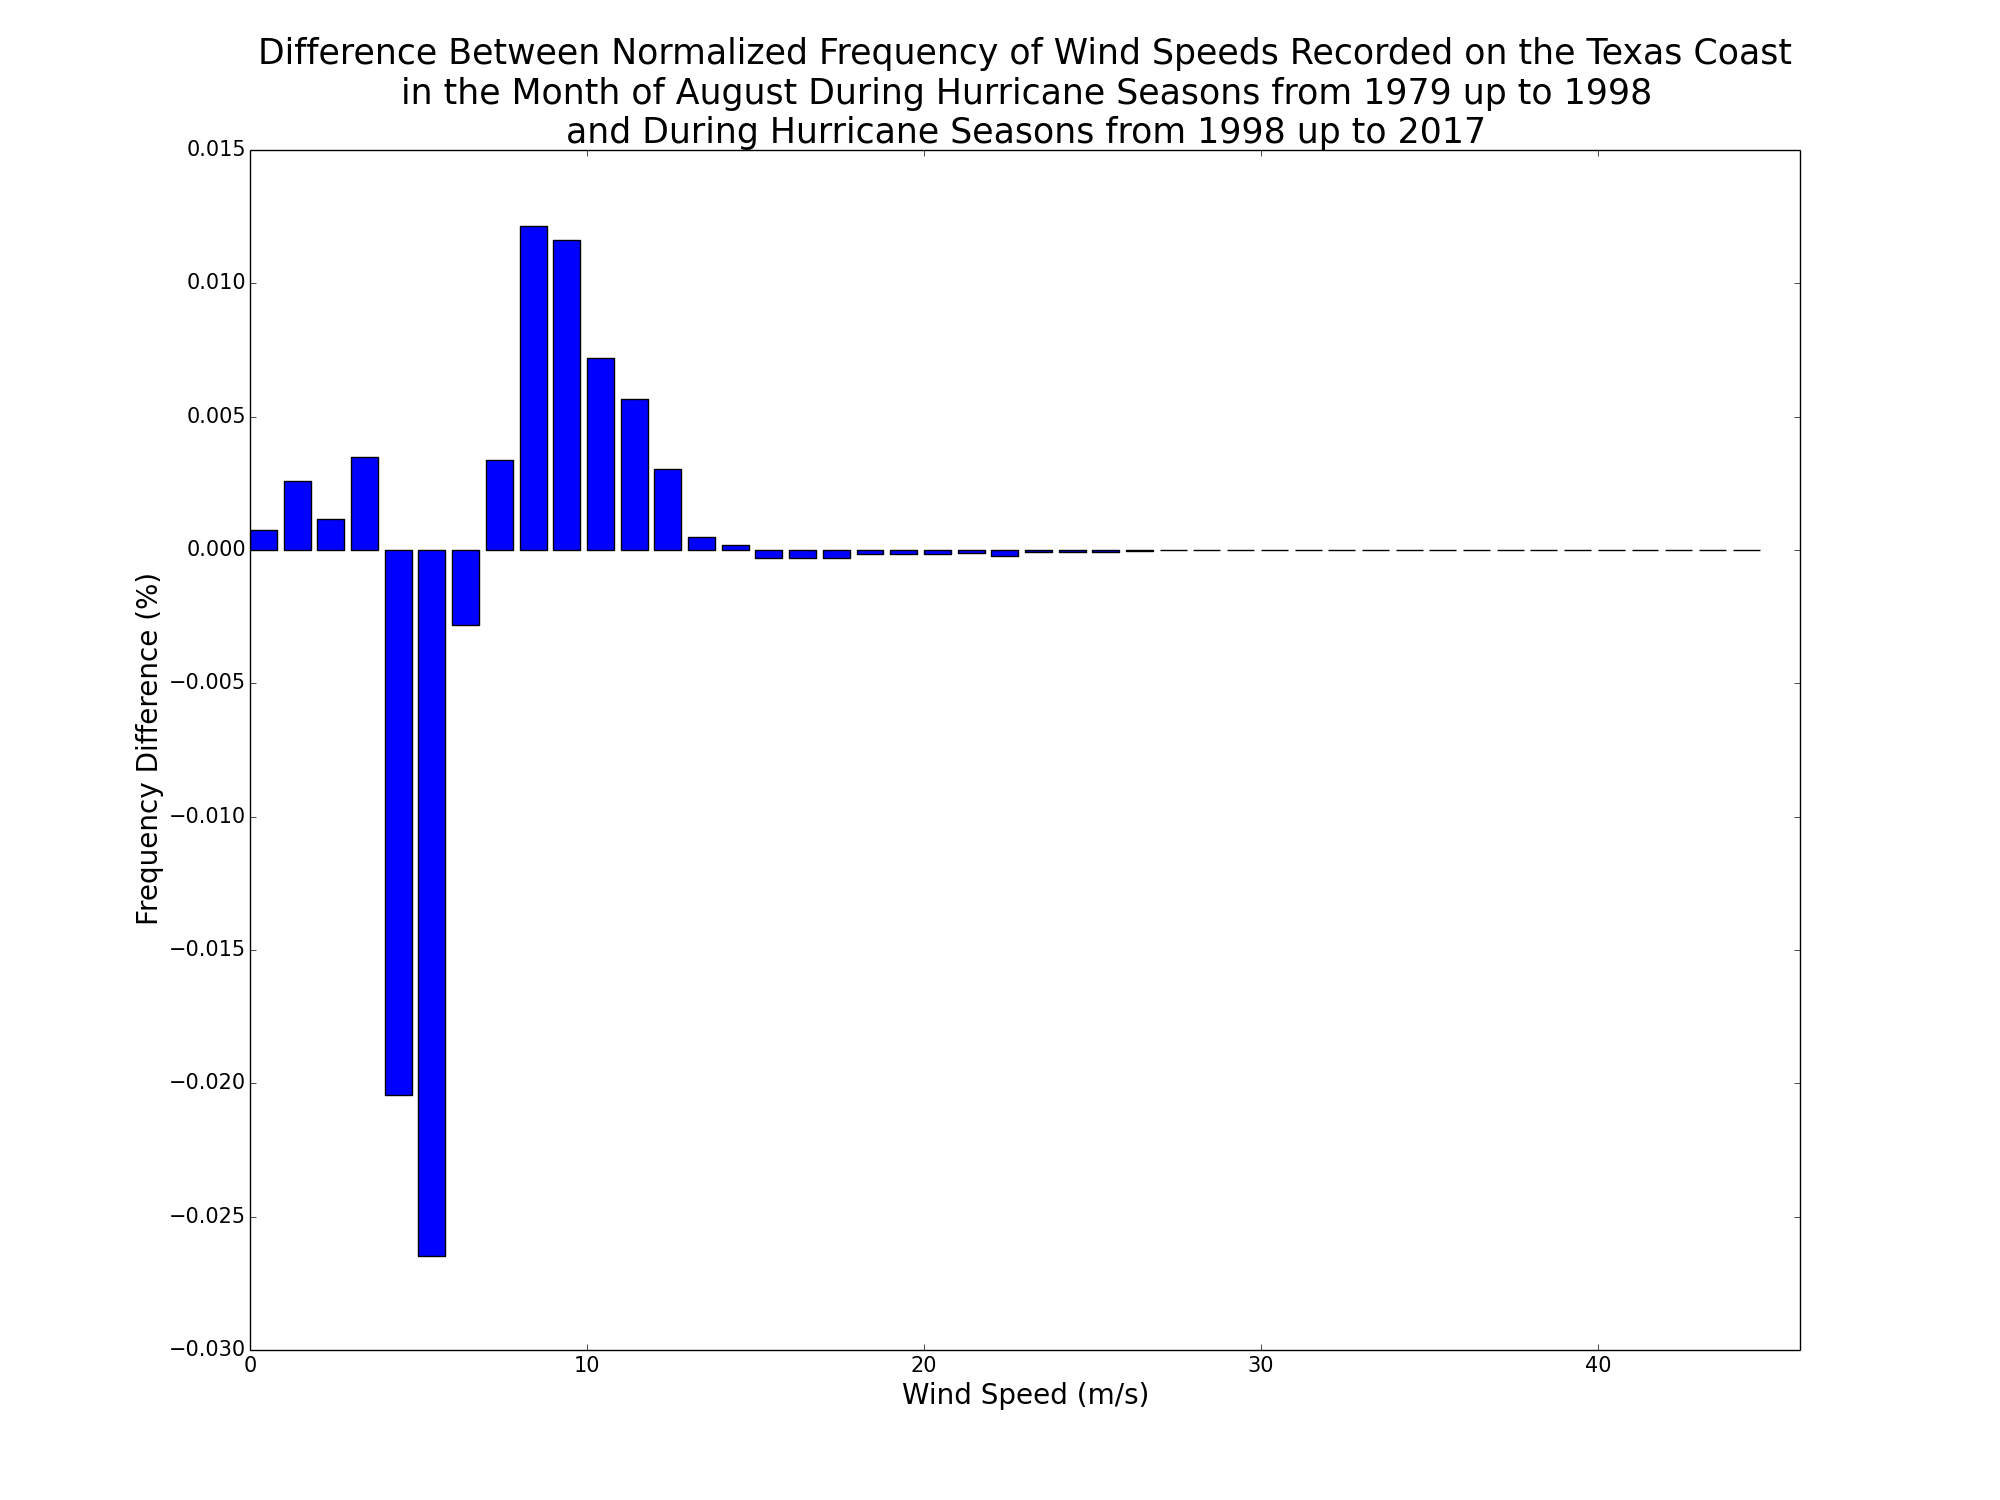 Difference Between Normalized Frequency of Wind Speeds Recorded on the Texas Coast
in the Month of August During Hurricane Seasons from 1979 up to 1998
and During Hurricane Seasons from 1998 up to 2017
0.015
0.010
0.005
0.000
−0.005
−0.010
−0.015
−0.020
−0.025
−0.030
Frequency Difference (%)
0 10 20 30 40
Wind Speed (m/s)